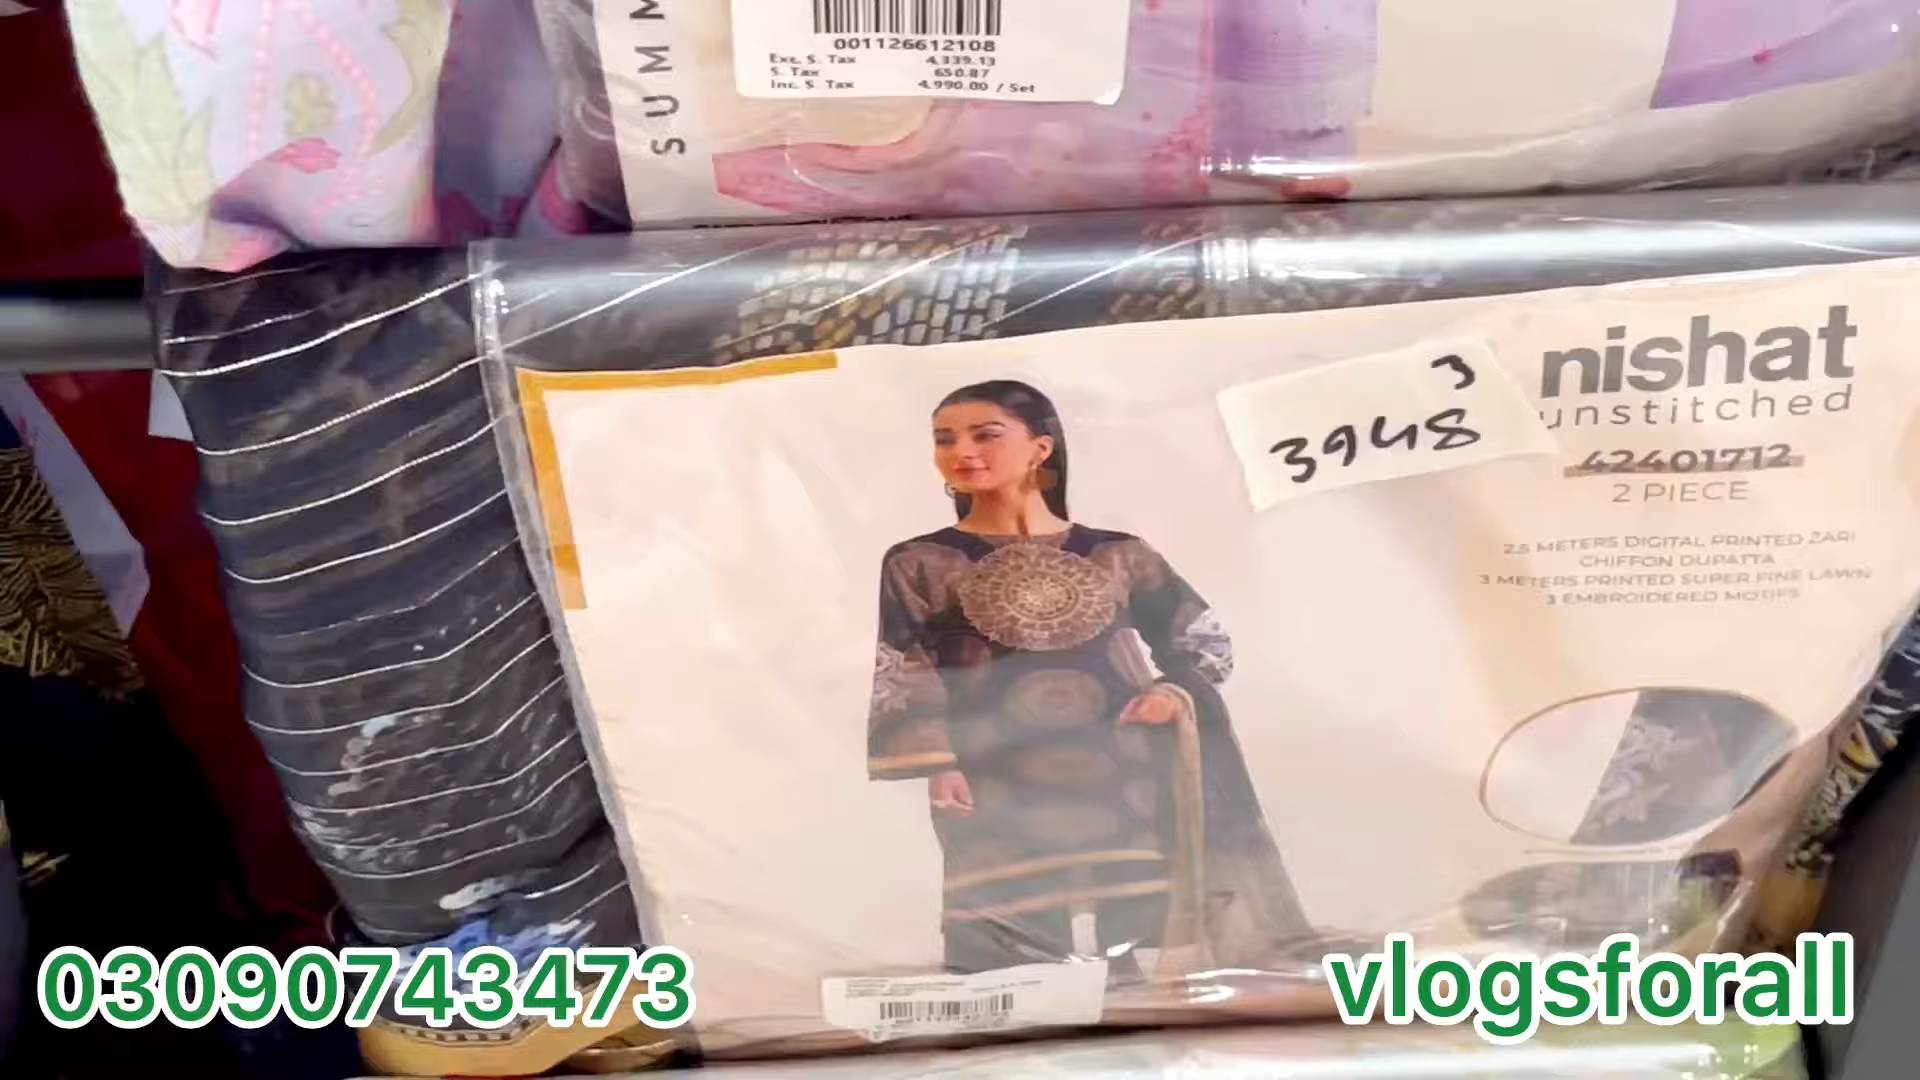 SUMM
001126612108
Exc. S. Tax 4,339.13
S. Tax 650.87
Inc. S. Tax 4,990.00 / Set
3
3948
nishat
unstitched
42401712
2 PIECE
2.5 METERS DIGITAL PRINTED ZARI
CHIFFON DUPATTA
3 METERS PRINTED SUPER FINE LAWN
3 EMBROIDERED MOTIFS
03090743473
vlogsforall